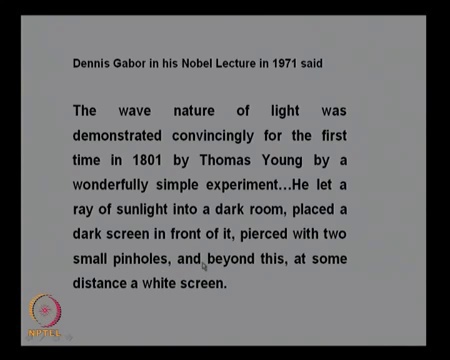 Dennis Gabor in his Nobel Lecture in 1971 said
The wave nature of light was
demonstrated convincingly for the first
time in 1801 by Thomas Young by a
wonderfully simple experiment...He let a
ray of sunlight into a dark room, placed a
dark screen in front of it, pierced with two
small pinholes, and beyond this, at some
distance a white screen.
NPTEL